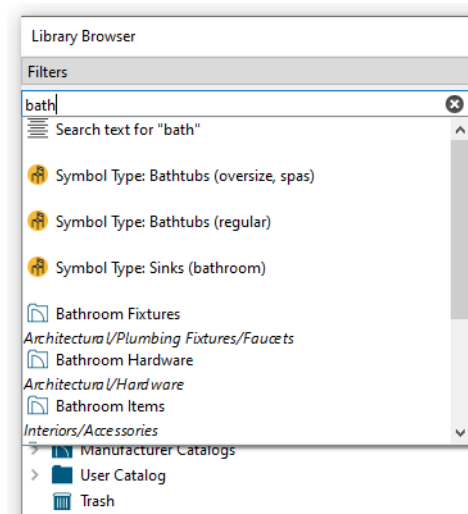 Library Browser
Filters
bath
Search text for "bath"
Symbol Type: Bathtubs (oversize, spas)
Symbol Type: Bathtubs (regular)
Symbol Type: Sinks (bathroom)
Bathroom Fixtures
Architectural/Plumbing Fixtures/Faucets
Bathroom Hardware
Architectural/Hardware
Bathroom Items
Interiors/Accessories
Manufacturer Catalogs
User Catalog
Trash